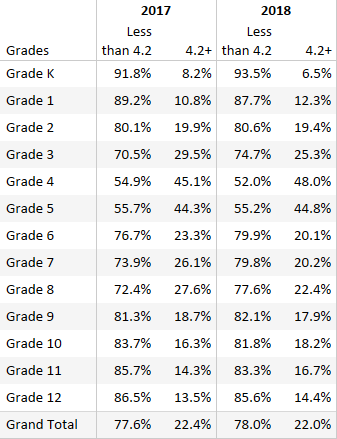 2017 2018
Less Less
Grades than 4.2 4.2+ than 4.2 4.2+
Grade K 91.8% 8.2% 93.5% 6.5%
Grade 1 89.2% 10.8% 87.7% 12.3%
Grade 2 80.1% 19.9% 80.6% 19.4%
Grade 3 70.5% 29.5% 74.7% 25.3%
Grade 4 54.9% 45.1% 52.0% 48.0%
Grade 5 55.7% 44.3% 55.2% 44.8%
Grade 6 76.7% 23.3% 79.9% 20.1%
Grade 7 73.9% 26.1% 79.8% 20.2%
Grade 8 72.4% 27.6% 77.6% 22.4%
Grade 9 81.3% 18.7% 82.1% 17.9%
Grade 10 83.7% 16.3% 81.8% 18.2%
Grade 11 85.7% 14.3% 83.3% 16.7%
Grade 12 86.5% 13.5% 85.6% 14.4%
Grand Total 77.6% 22.4% 78.0% 22.0%